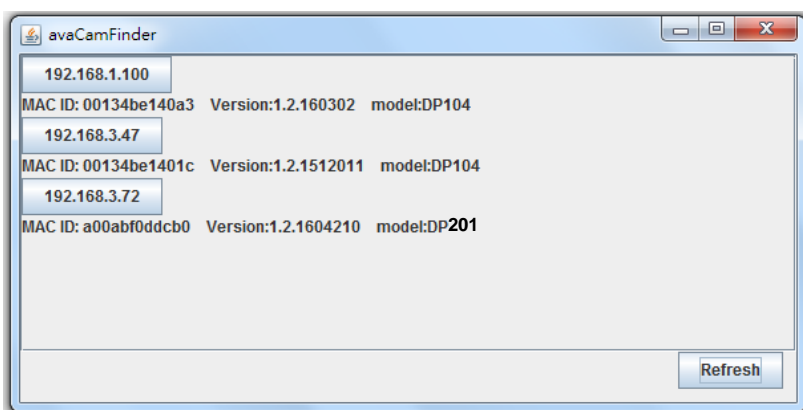 avaCamFinder
192.168.1.100
MAC ID: 00134be140a3 Version:1.2.160302 model:DP104
192.168.3.47
MAC ID: 00134be1401c Version:1.2.1512011 model:DP104
192.168.3.72
MAC ID: a00abf0ddcb0 Version:1.2.1604210 model:DP201
Refresh